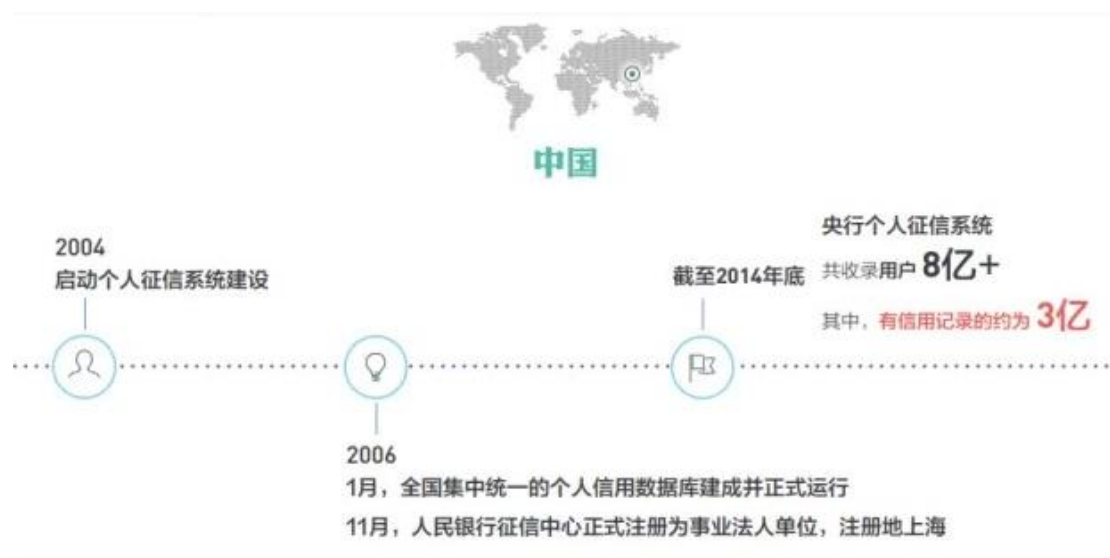 中国
2004
启动个人征信系统建设
2006
1月，全国集中统一的个人信用数据库建成并正式运行
11月，人民银行征信中心正式注册为事业法人单位，注册地上海
截至2014年底
央行个人征信系统
共收录用户 8亿+
其中，有信用记录的约为 3亿